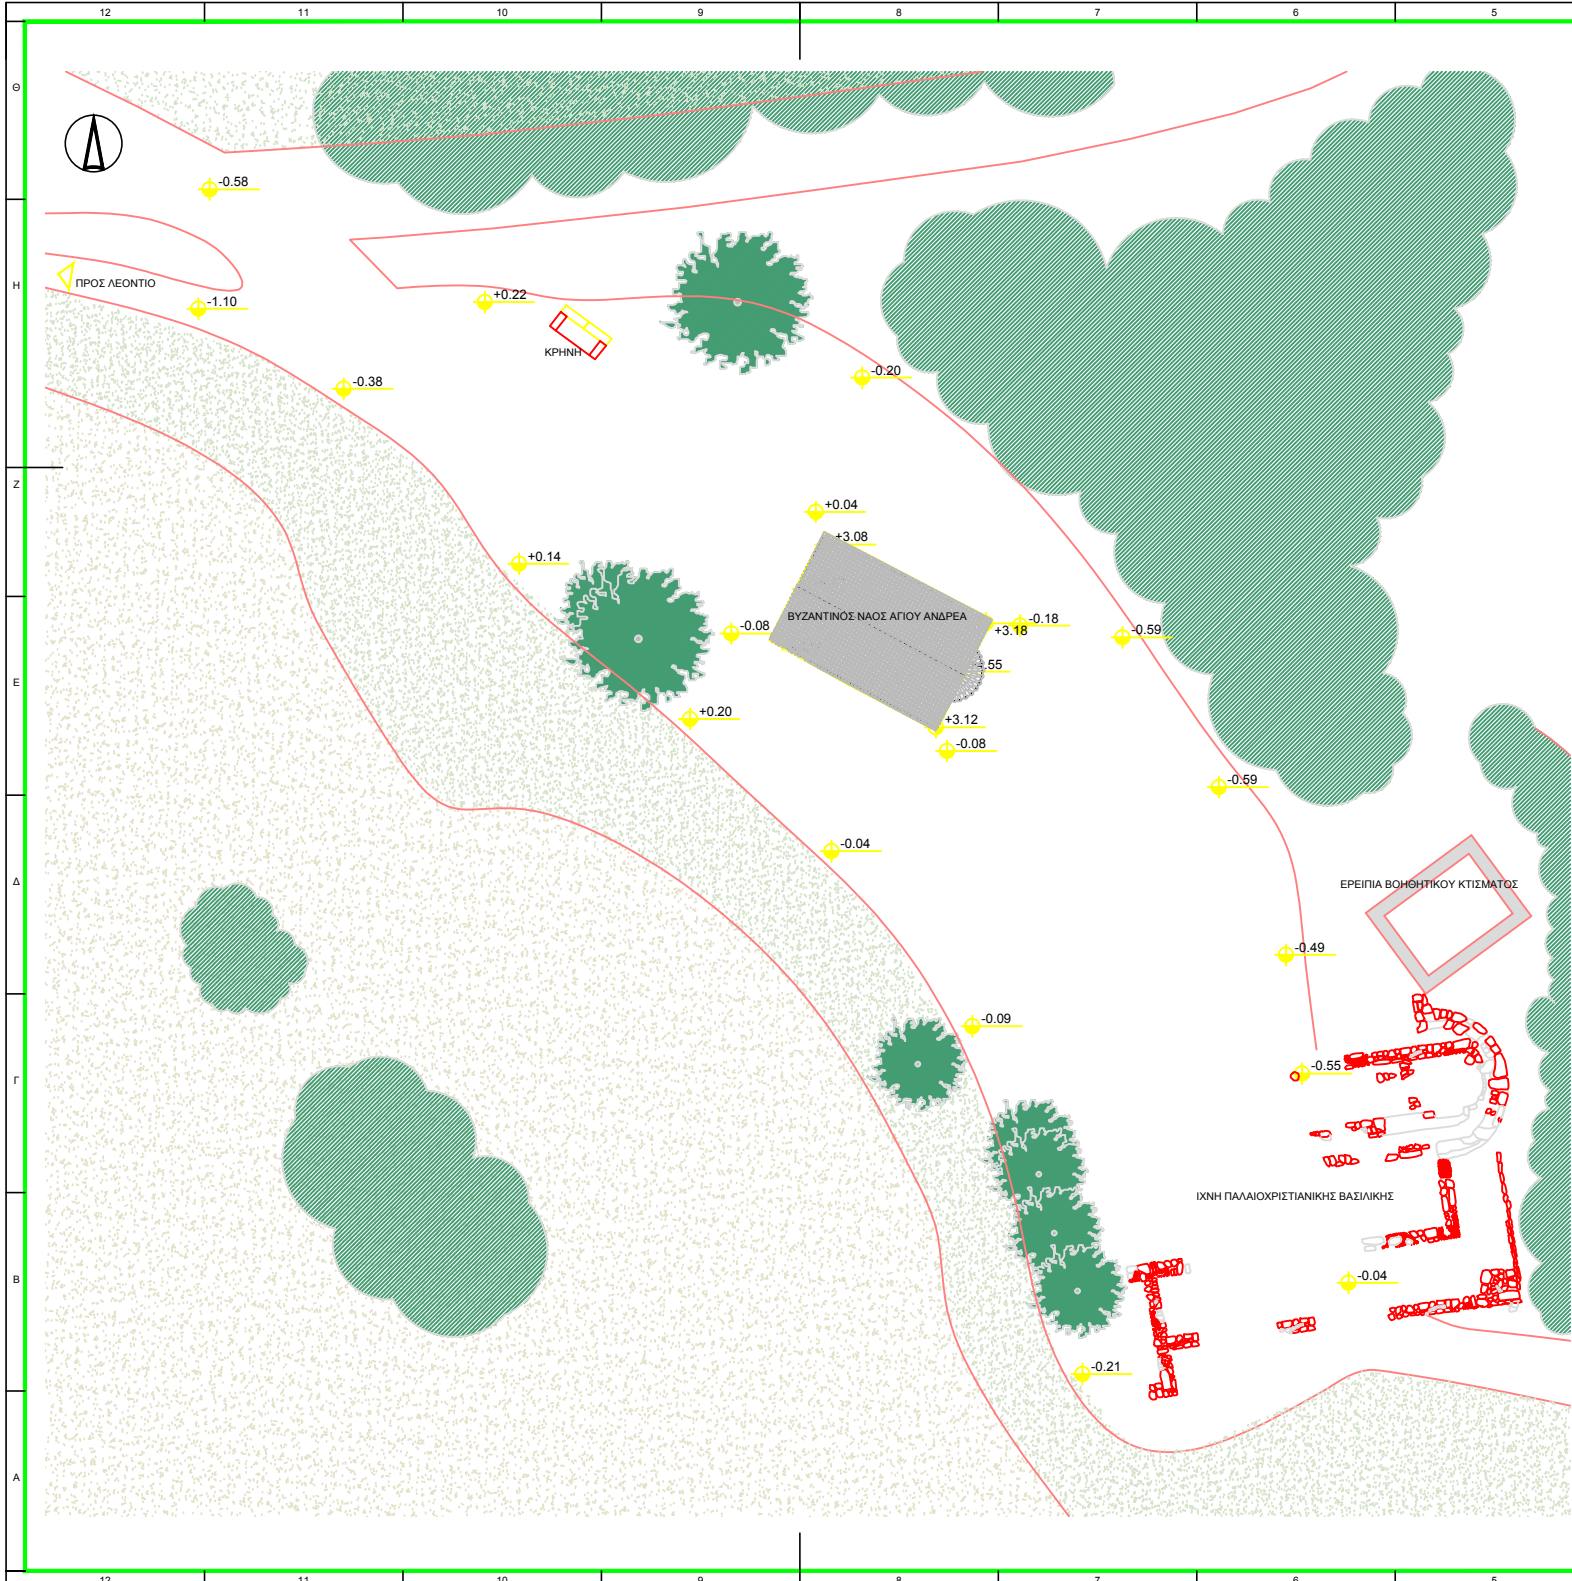 12 11 10 9 8 7 6 5
Θ
-0.58
Η
ΠΡΟΣ ΛΕΟΝΤΙΟ
-1.10
+0.22
ΚΡΗΝΗ
-0.20
-0.38
Ζ
+0.04
+3.08
+0.14
ΒΥΖΑΝΤΙΝΟΣ ΝΑΟΣ ΑΓΙΟΥ ΑΝΔΡΕΑ
-0.18
-0.08
+3.18
-0.59
.55
Ε
+0.20
+3.12
-0.08
-0.59
-0.04
Δ
ΕΡΕΙΠΙΑ ΒΟΗΘΗΤΙΚΟΥ ΚΤΙΣΜΑΤΟΣ
-0.49
-0.09
-0.55
Γ
ΙΧΝΗ ΠΑΛΑΙΟΧΡΙΣΤΙΑΝΙΚΗΣ ΒΑΣΙΛΙΚΗΣ
Β
-0.04
-0.21
Α
12 11 10 9 8 7 6 5